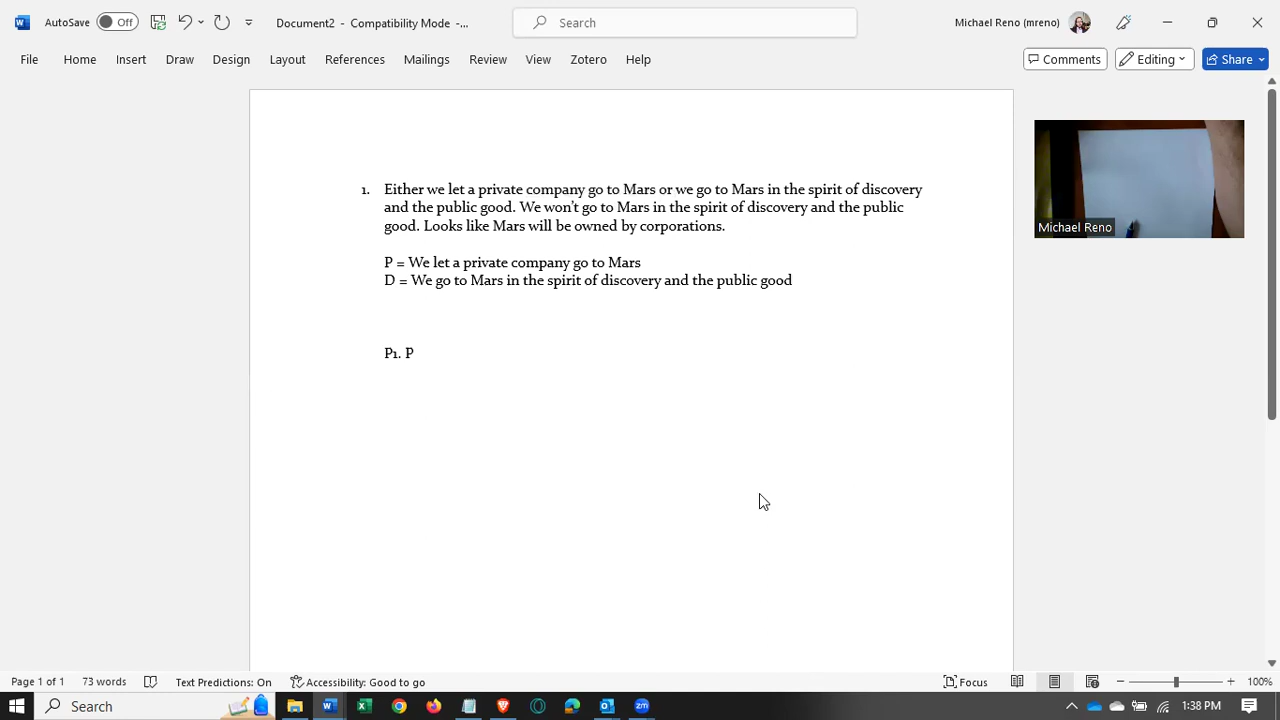 AutoSave Off Document2 - Compatibility Mode -... Search Michael Reno (mreno)
File Home Insert Draw Design Layout References Mailings Review View Zotero Help Comments Editing Share
1. Either we let a private company go to Mars or we go to Mars in the spirit of discovery
and the public good. We won't go to Mars in the spirit of discovery and the public
good. Looks like Mars will be owned by corporations.
Michael Reno
P = We let a private company go to Mars
D = We go to Mars in the spirit of discovery and the public good
P1. P
Page 1 of 1 73 words Text Predictions: On Accessibility: Good to go Focus 100%
Search 1:38 PM